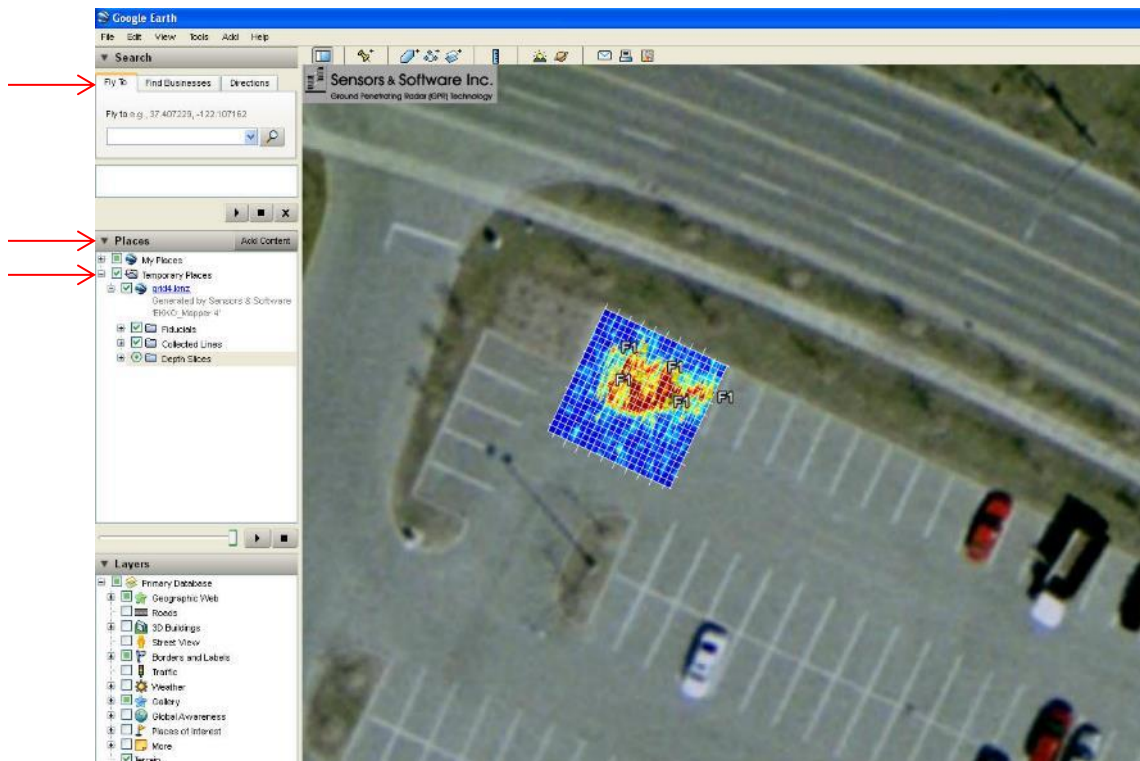 Google Earth
File Edit View Tools Add Help
Search
Fly To Find Businesses Directions
Fly to e.g., 37.407229, -122.107162
Sensors & Software Inc.
Ground Penetrating Radar (GPR) Technology
X
Places Add Content
My Places
Temporary Places
grid4.kmz
Generated by Sensors & Software
'EKKO_Mapper 4'
Fiducials
Collected Lines
Depth Slices
F1
F1
F1
F1
F1
Layers
Primary Database
Geographic Web
Roads
3D Buildings
Street View
Borders and Labels
Traffic
Weather
Gallery
Global Awareness
Places of Interest
More
Terrain